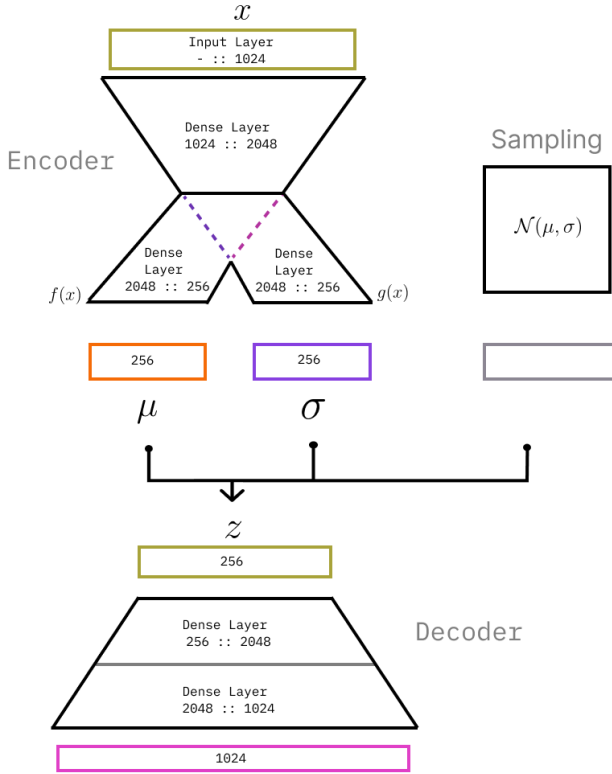 x
Input Layer
- :: 1024
Dense Layer
1024 :: 2048
Encoder
Sampling
𝒩(μ, σ)
Dense
Layer
2048 :: 256
Dense
Layer
2048 :: 256
f(x)
g(x)
256
256
μ
σ
z
256
Dense Layer
256 :: 2048
Decoder
Dense Layer
2048 :: 1024
1024